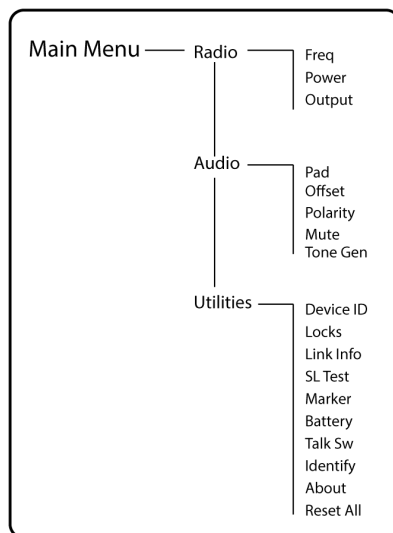 Main Menu
Radio
Freq
Power
Output
Audio
Pad
Offset
Polarity
Mute
Tone Gen
Utilities
Device ID
Locks
Link Info
SL Test
Marker
Battery
Talk Sw
Identify
About
Reset All